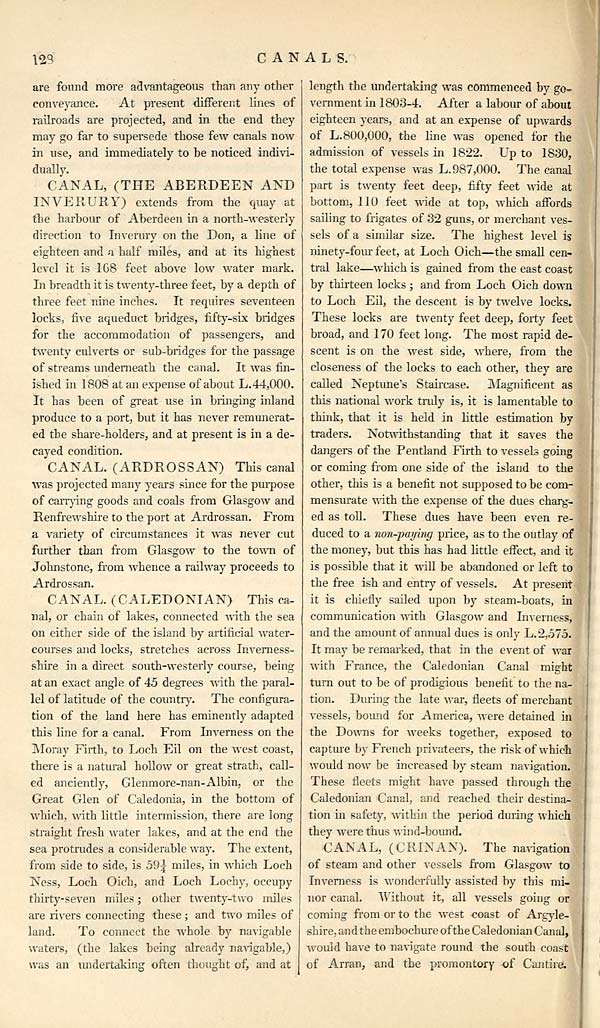 128
CANALS.
are found more advantageous than any other
conveyance. At present different lines of
railroads are projected, and in the end they
may go far to supersede those few canals now
in use, and immediately to be noticed indivi-
dually.
CANAL, (THE ABERDEEN AND
INVERURY) extends from the quay at
the harbour of Aberdeen in a north-westerly
direction to Inverury on the Don, a line of
eighteen and a half miles, and at its highest
level it is 168 feet above low water mark.
In breadth it is twenty-three feet, by a depth of
three feet nine inches. It requires seventeen
locks, five aqueduct bridges, fifty-six bridges
for the accommodation of passengers, and
twenty culverts or sub-bridges for the passage
of streams underneath the canal. It was fin-
ished in 1808 at an expense of about L.44,000.
It has been of great use in bringing inland
produce to a port, but it has never remunerat-
ed the share-holders, and at present is in a de-
cayed condition.
CANAL. (ARDROSSAN) This canal
was projected many years since for the purpose
of carrying goods and coals from Glasgow and
Renfrewshire to the port at Ardrossan. From
a variety of circumstances it was never cut
further than from Glasgow to the town of
Johnstone, from whence a railway proceeds to
Ardrossan.
CANAL. (CALEDONIAN) This ca-
nal, or chain of lakes, connected with the sea
on either side of the island by artificial water-
courses and locks, stretches across Inverness-
shire in a direct south-westerly course, being
at an exact angle of 45 degrees with the paral-
lel of latitude of the country. The configura-
tion of the land here has eminently adapted
this line for a canal. From Inverness on the
Moray Firth, to Loch Eil on the west coast,
there is a natural hollow or great strath, call-
ed anciently, Glenmore-nan-Albin, or the
Great Glen of Caledonia, in the bottom of
which, with little intermission, there are long
straight fresh water lakes, and at the end the
sea protrudes a considerable way. The extent,
from side to side, is 59½ miles, in which Loch
Ness, Loch Oich, and Loch Lochy, occupy
thirty-seven miles; other twenty-two miles
are rivers connecting these; and two miles of
land. To connect the whole by navigable
waters, (the lakes being already navigable,)
was an undertaking often thought of, and at
length the undertaking was commenced by go-
vernment in 1803-4. After a labour of about
eighteen years, and at an expense of upwards
of L.800,000, the line was opened for the
admission of vessels in 1822. Up to 1830,
the total expense was L.987,000. The canal
part is twenty feet deep, fifty feet wide at
bottom, 110 feet wide at top, which affords
sailing to frigates of 32 guns, or merchant ves-
sels of a similar size. The highest level is
ninety-four feet, at Loch Oich—the small cen-
tral lake—which is gained from the east coast
by thirteen locks; and from Loch Oich down
to Loch Eil, the descent is by twelve locks.
These locks are twenty feet deep, forty feet
broad, and 170 feet long. The most rapid de-
scent is on the west side, where, from the
closeness of the locks to each other, they are
called Neptune's Staircase. Magnificent as
this national work truly is, it is lamentable to
think, that it is held in little estimation by
traders. Notwithstanding that it saves the
dangers of the Pentland Firth to vessels going
or coming from one side of the island to the
other, this is a benefit not supposed to be com-
mensurate with the expense of the dues charg-
ed as toll. These dues have been even re-
duced to a non-paying price, as to the outlay of
the money, but this has had little effect, and it
is possible that it will be abandoned or left to
the free ish and entry of vessels. At present
it is chiefly sailed upon by steam-boats, in
communication with Glasgow and Inverness,
and the amount of annual dues is only L.2,575.
It may be remarked, that in the event of war
with France, the Caledonian Canal might
turn out to be of prodigious benefit to the na-
tion. During the late war, fleets of merchant
vessels, bound for America, were detained in
the Downs for weeks together, exposed to
capture by French privateers, the risk of which
would now be increased by steam navigation.
These fleets might have passed through the
Caledonian Canal, and reached their destina-
tion in safety, within the period during which
they were thus wind-bound.
CANAL, (CRINAN). The navigation
of steam and other vessels from Glasgow to
Inverness is wonderfully assisted by this mi-
nor canal. Without it, all vessels going or
coming from or to the west coast of Argyle-
shire, and the embochure of the Caledonian Canal,
would have to navigate round the south coast
of Arran, and the promontory of Cantire.